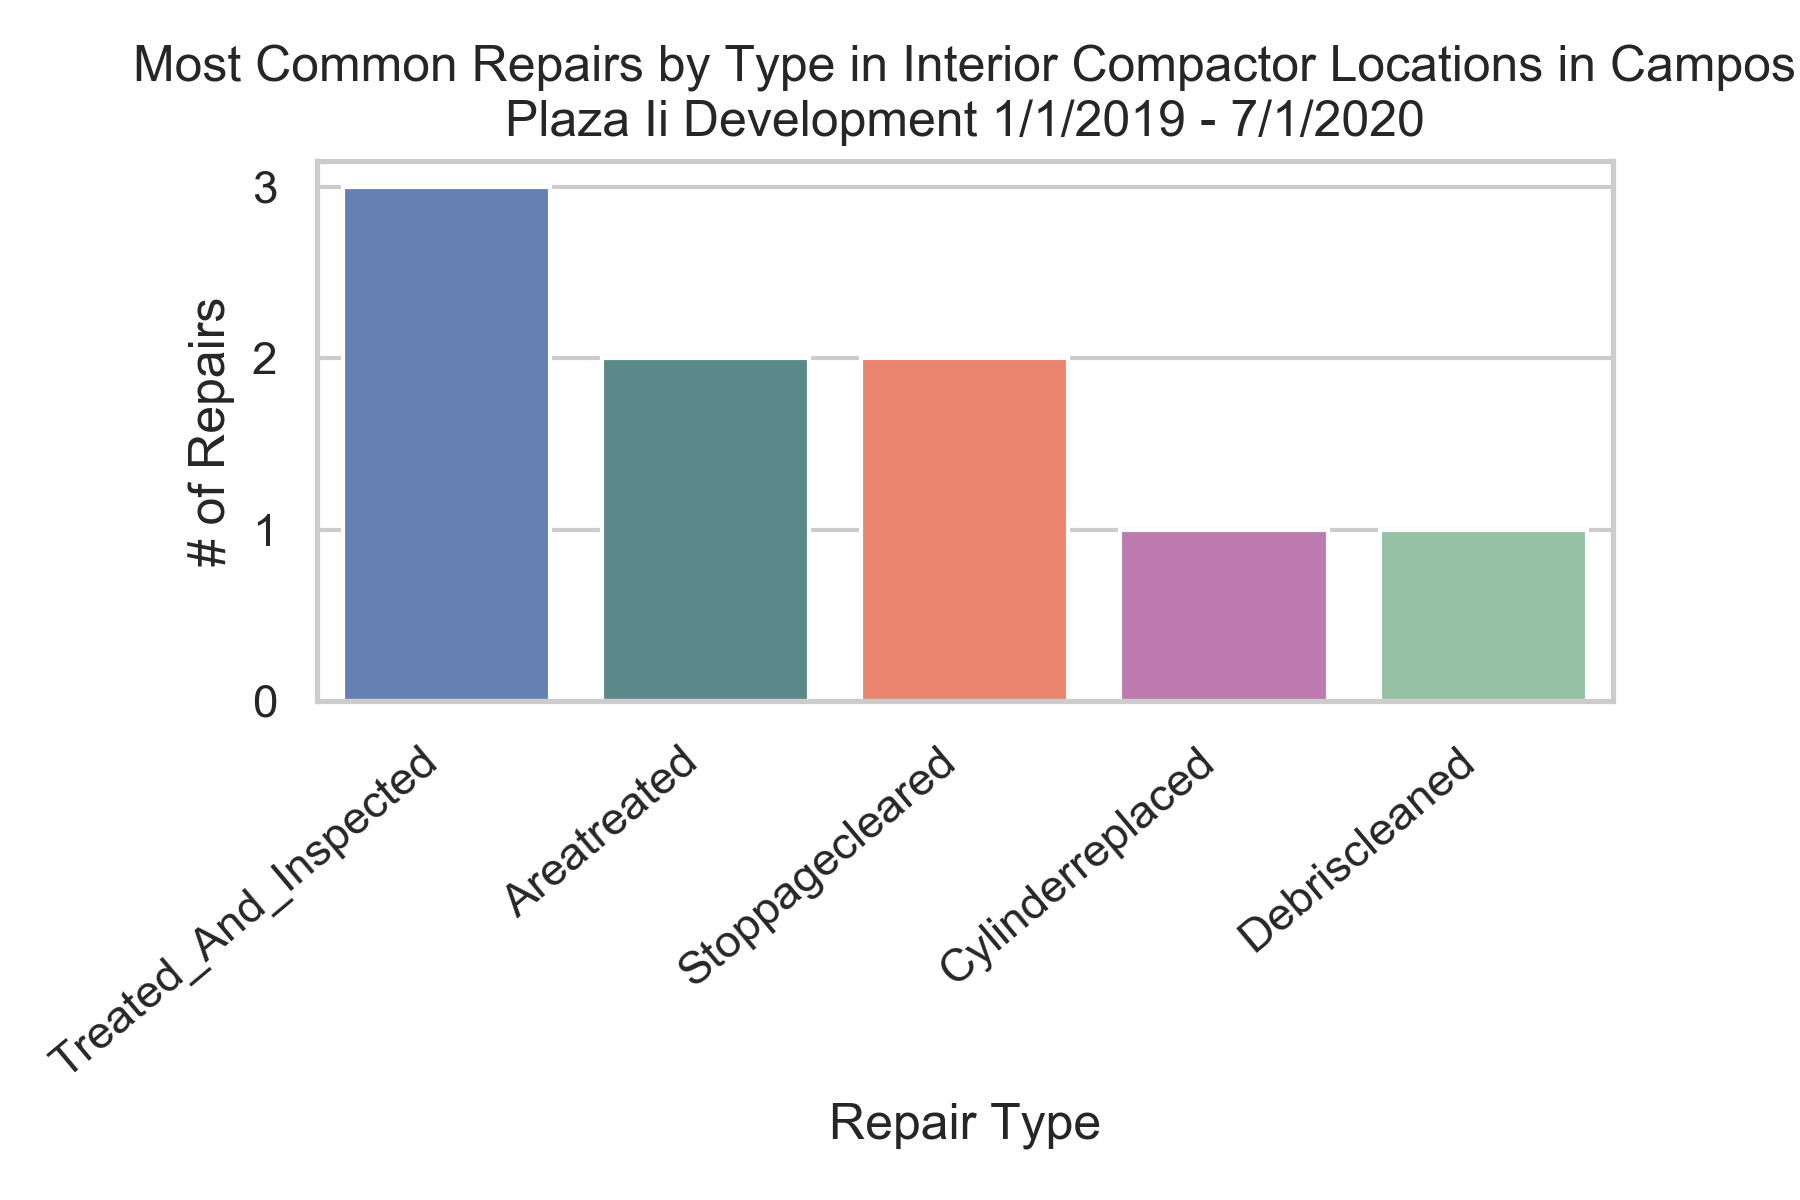 Most Common Repairs by Type in Interior Compactor Locations in Campos
Plaza Ii Development 1/1/2019 - 7/1/2020
3
2
1
0
# of Repairs
Treated_And_Inspected
Areatreated
Stoppagecleared
Cylinderreplaced
Debriscleaned
Repair Type